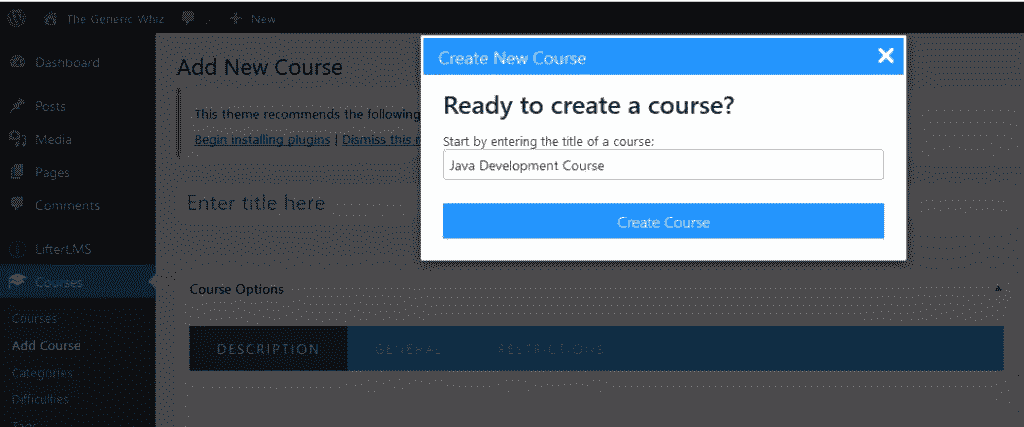 The Generic Whiz
New
Dashboard
Posts
Media
Pages
Comments
LifterLMS
Courses
Courses
Add Course
Categories
Difficulties
Tags
Add New Course
This theme recommends the following
Begin installing plugins | Dismiss this
Enter title here
Course Options
DESCRIPTION GENERAL RESTRICTIONS
Create New Course
Ready to create a course?
Start by entering the title of a course:
Java Development Course
Create Course